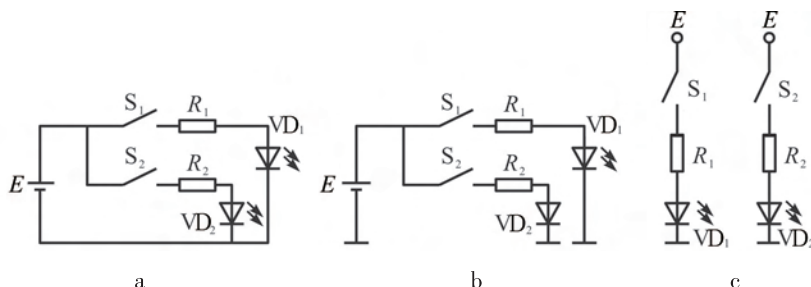 E
S₁
R₁
VD₁
S₂
R₂
VD₂
a
E
S₁
R₁
VD₁
S₂
R₂
VD₂
b
E
E
S₁
S₂
R₁
R₂
VD₁
VD₂
c